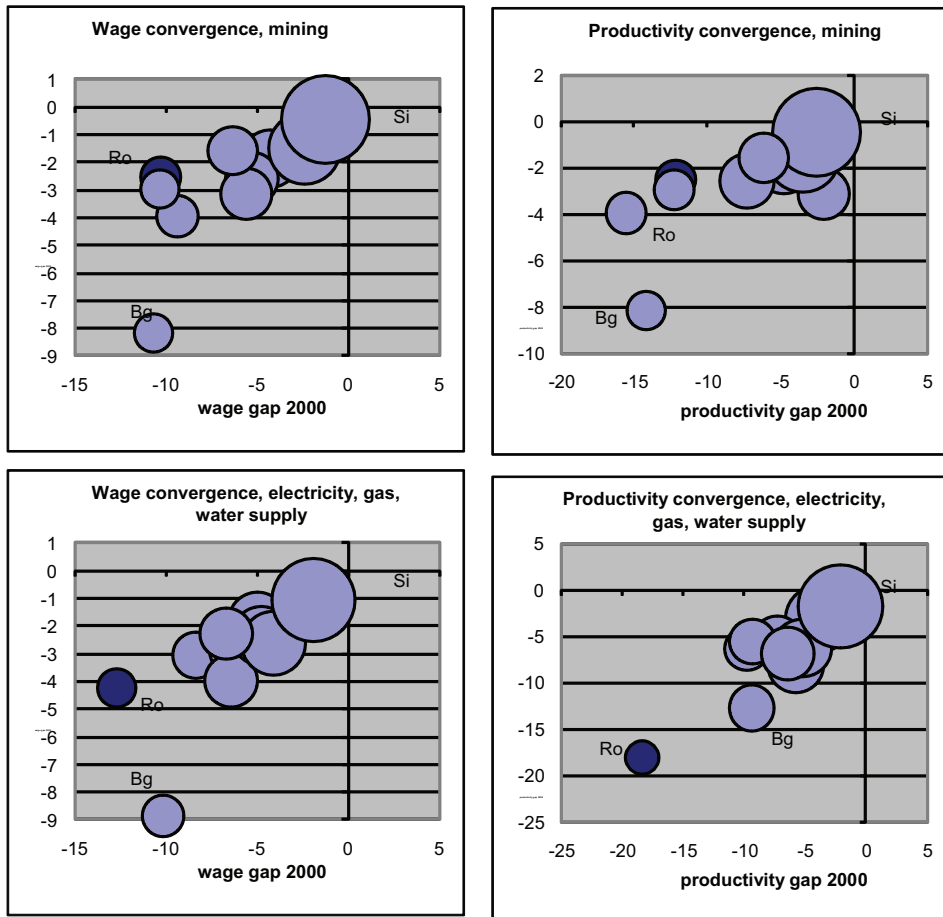 Wage convergence, mining
1
0
-1
-2
-3
-4
-5
-6
-7
-8
-9
Si
Ro
Bg
-15 -10 -5 0 5
wage gap 2000
Productivity convergence, mining
2
0
-2
-4
-6
-8
-10
Si
Ro
Bg
-20 -15 -10 -5 0 5
productivity gap 2000
Wage convergence, electricity, gas,
water supply
1
0
-1
-2
-3
-4
-5
-6
-7
-8
-9
Si
Ro
Bg
-15 -10 -5 0 5
wage gap 2000
Productivity convergence, electricity,
gas, water supply
5
0
-5
-10
-15
-20
-25
Si
Bg
Ro
-25 -20 -15 -10 -5 0 5
productivity gap 2000